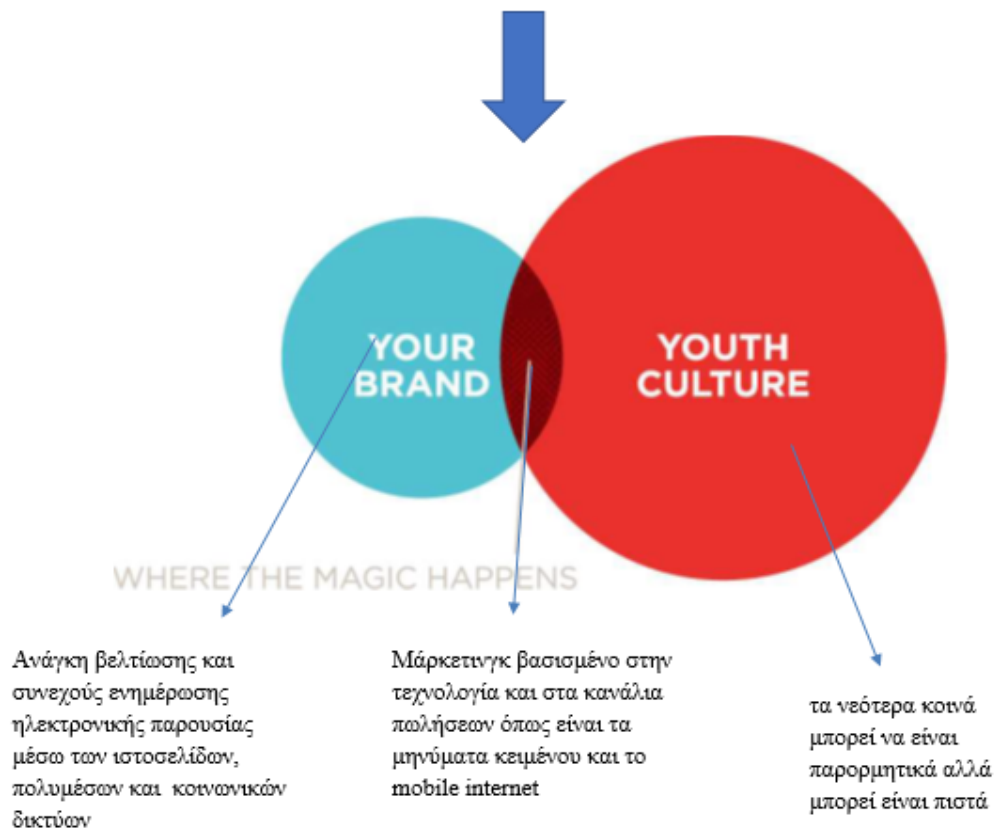 YOUR
BRAND
YOUTH
CULTURE
WHERE THE MAGIC HAPPENS
Ανάγκη βελτίωσης και
συνεχούς ενημέρωσης
ηλεκτρονικής παρουσίας
μέσω των ιστοσελίδων,
πολυμέσων και κοινωνικών
δικτύων
Μάρκετινγκ βασισμένο στην
τεχνολογία και στα κανάλια
πωλήσεων όπως είναι τα
μηνύματα κειμένου και το
mobile internet
τα νεότερα κοινά
μπορεί να είναι
παρορμητικά αλλά
μπορεί είναι πιστά